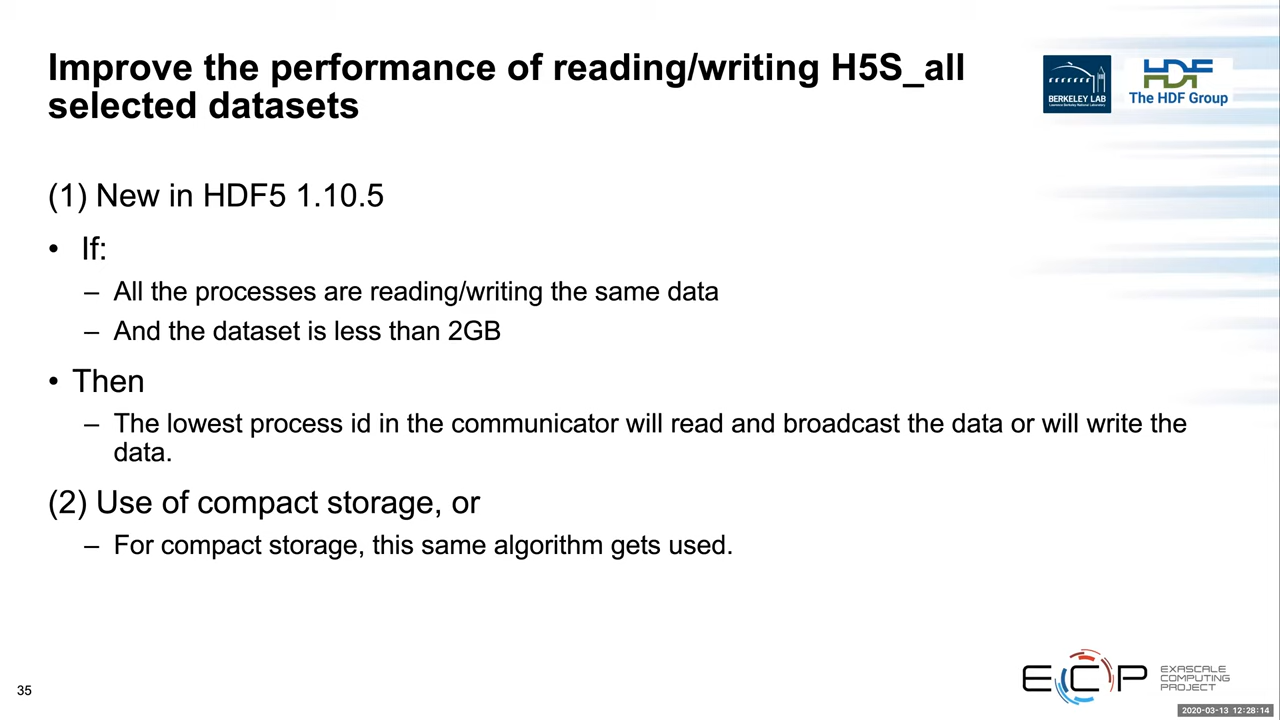 Improve the performance of reading/writing H5S_all
selected datasets
BERKELEY LAB
Lawrence Berkeley National Laboratory
HDF
The HDF Group
(1) New in HDF5 1.10.5
• If:
– All the processes are reading/writing the same data
– And the dataset is less than 2GB
• Then
– The lowest process id in the communicator will read and broadcast the data or will write the
data.
(2) Use of compact storage, or
– For compact storage, this same algorithm gets used.
35
ECP
EXASCALE
COMPUTING
PROJECT
2020-03-13 12:28:14